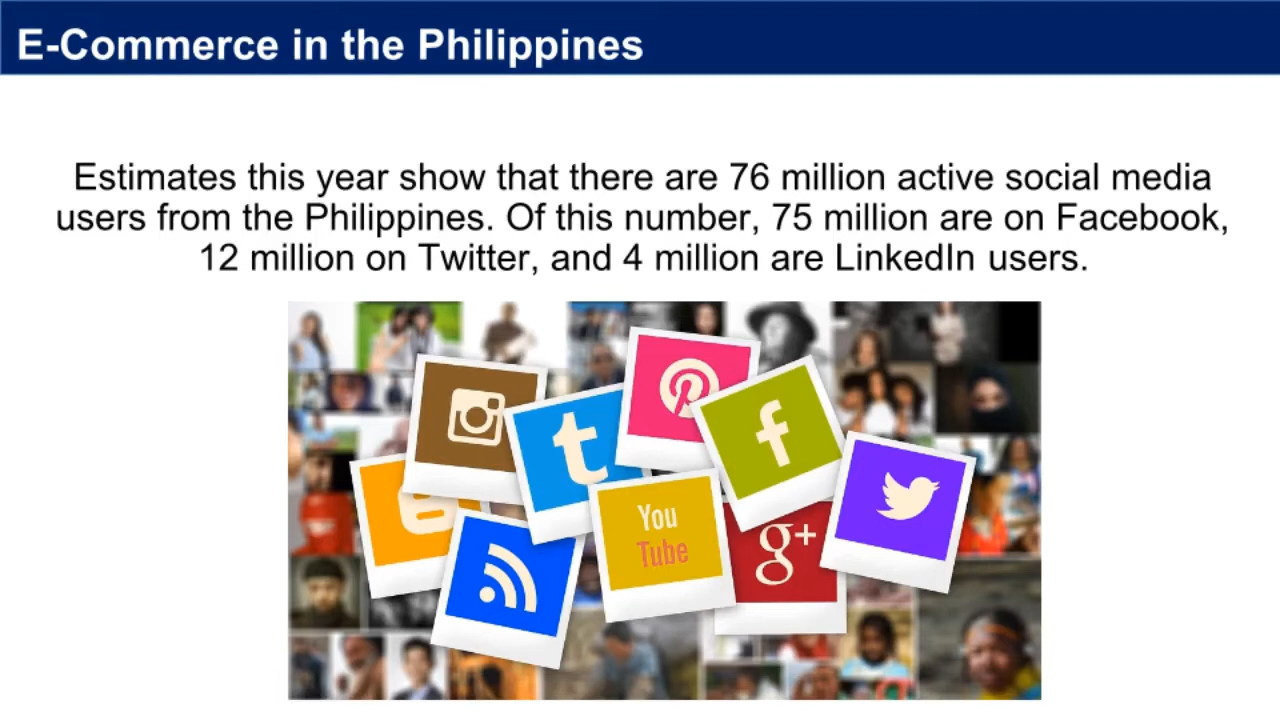 E-Commerce in the Philippines
Estimates this year show that there are 76 million active social media
users from the Philippines. Of this number, 75 million are on Facebook,
12 million on Twitter, and 4 million are LinkedIn users.
t
f
You
Tube
g+